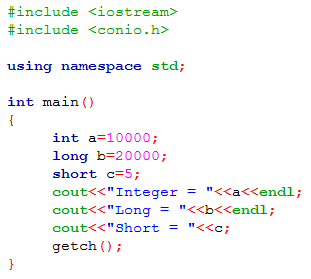 #include <iostream>
#include <conio.h>

using namespace std;

int main()
{
     int a=10000;
     long b=20000;
     short c=5;
     cout<<"Integer = "<<a<<endl;
     cout<<"Long = "<<b<<endl;
     cout<<"Short = "<<c;
     getch();
}